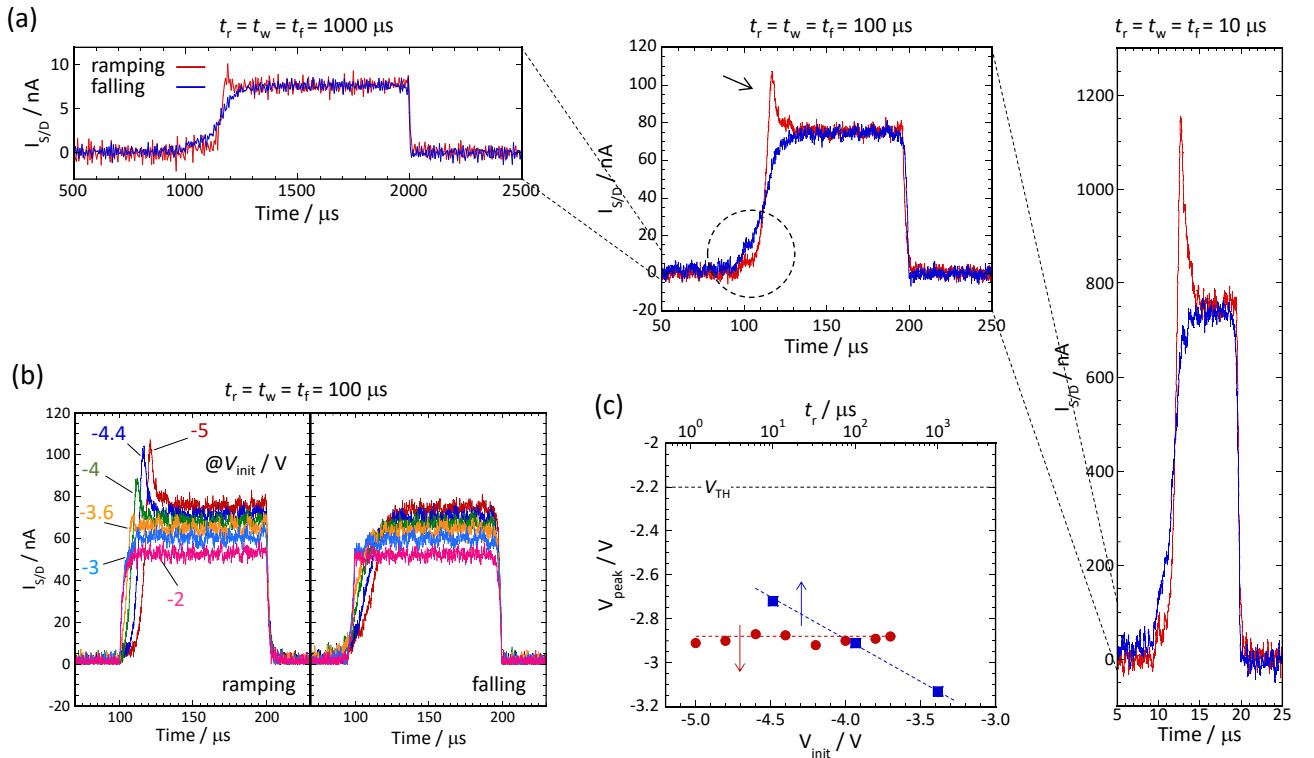 (a)
t_r = t_w = t_f = 1000 μs
I_S/D / nA
10
5
0
ramping
falling
500
1000
1500
2000
2500
Time / μs
t_r = t_w = t_f = 100 μs
I_S/D / nA
120
100
80
60
40
20
0
-20
50
100
150
200
250
Time / μs
t_r = t_w = t_f = 10 μs
I_S/D / nA
1200
1000
800
600
400
200
0
5
10
15
20
25
Time / μs
(b)
t_r = t_w = t_f = 100 μs
I_S/D / nA
120
100
80
60
40
20
0
-20
-4.4
-5
@V_init / V
-4
-3.6
-3
-2
ramping
falling
100
150
200
100
150
200
Time / μs
Time / μs
(c)
t_r / μs
10^0
10^1
10^2
10^3
V_peak / V
-2
-2.2
-2.4
-2.6
-2.8
-3
-3.2
V_TH
-5.0
-4.5
-4.0
-3.5
-3.0
V_init / V